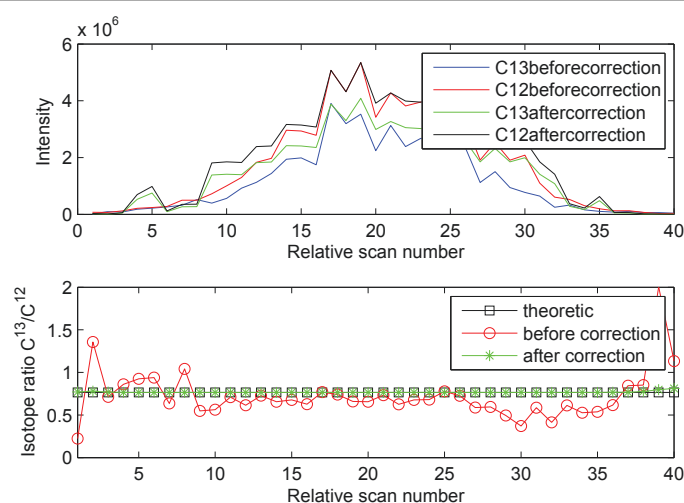 x 10^6
6
4
2
0
Intensity
C13beforecorrection
C12beforecorrection
C13aftercorrection
C12aftercorrection
0 5 10 15 20 25 30 35 40
Relative scan number
2
1.5
1
0.5
0
Isotope ratio C^13/C^12
theoretic
before correction
after correction
5 10 15 20 25 30 35 40
Relative scan number